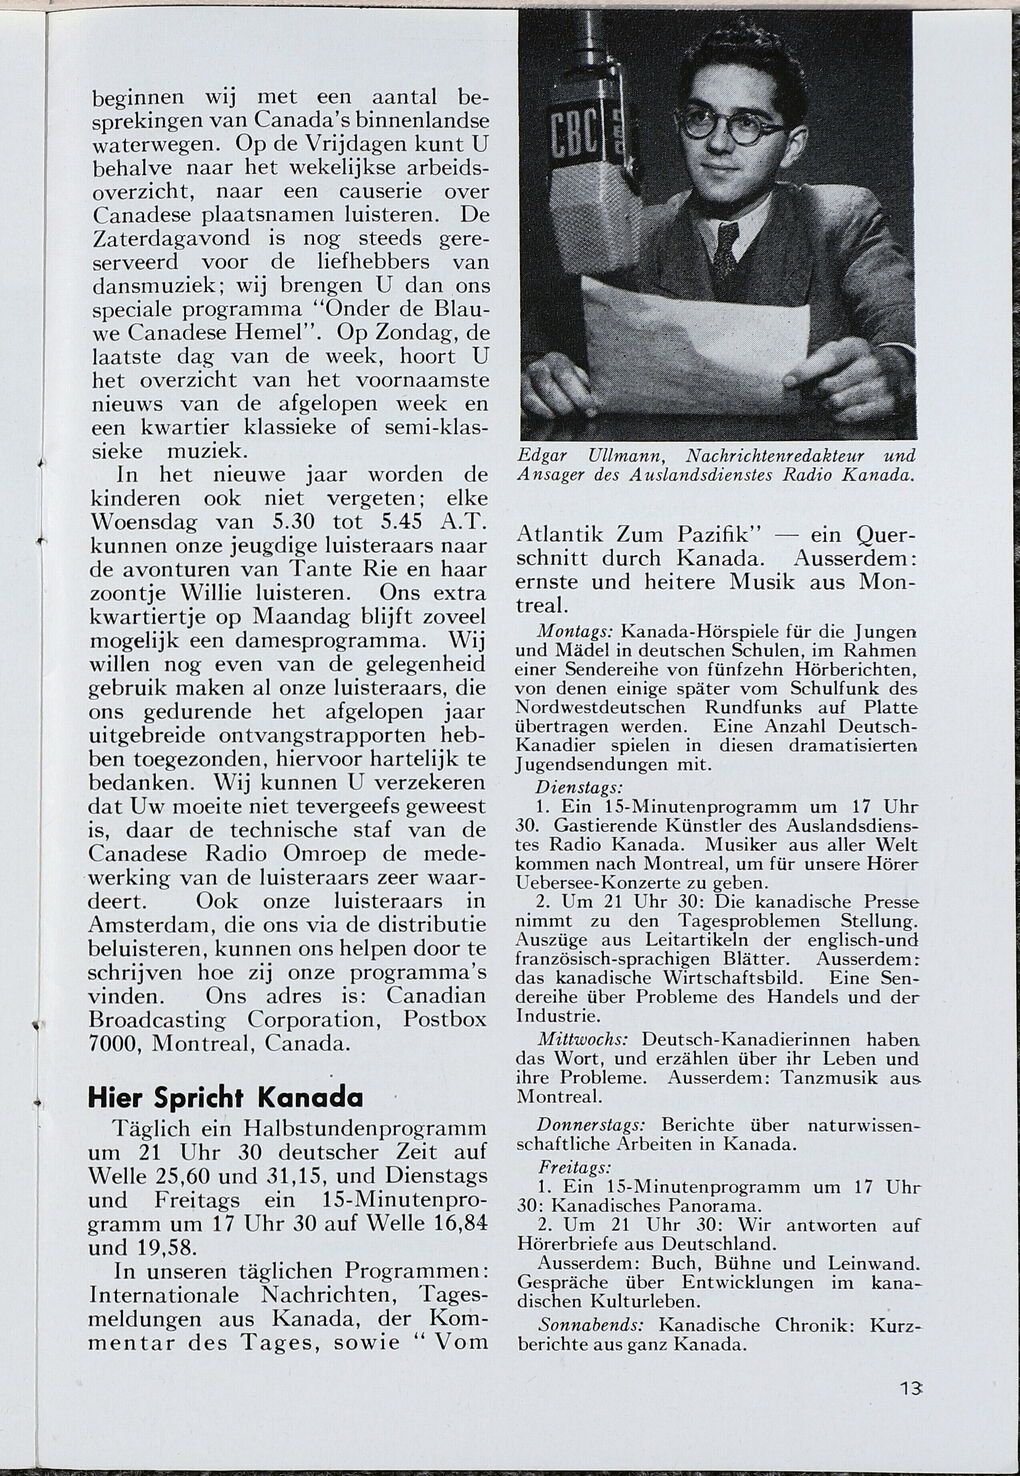 beginnen wij met een aantal be-
sprekingen van Canada's binnenlandse
waterwegen. Op de Vrijdagen kunt U
behalve naar het wekelijkse arbeids-
overzicht, naar een causerie over
Canadese plaatsnamen luisteren. De
Zaterdagavond is nog steeds gere-
serveerd voor de liefhebbers van
dansmuziek; wij brengen U dan ons
speciale programma "Onder de Blau-
we Canadese Hemel". Op Zondag, de
laatste dag van de week, hoort U
het overzicht van het voornaamste
nieuws van de afgelopen week en
een kwartier klassieke of semi-klas-
sieke muziek.
In het nieuwe jaar worden de
kinderen ook niet vergeten; elke
Woensdag van 5.30 tot 5.45 A.T.
kunnen onze jeugdige luisteraars naar
de avonturen van Tante Rie en haar
zoontje Willie luisteren. Ons extra
kwartiertje op Maandag blijft zoveel
mogelijk een damesprogramma. Wij
willen nog even van de gelegenheid
gebruik maken al onze luisteraars, die
ons gedurende het afgelopen jaar
uitgebreide ontvangstrapporten heb-
ben toegezonden, hiervoor hartelijk te
bedanken. Wij kunnen U verzekeren
dat Uw moeite niet tevergeefs geweest
is, daar de technische staf van de
Canadese Radio Omroep de mede-
werking van de luisteraars zeer waar-
deert. Ook onze luisteraars in
Amsterdam, die ons via de distributie
beluisteren, kunnen ons helpen door te
schrijven hoe zij onze programma's
vinden. Ons adres is: Canadian
Broadcasting Corporation, Postbox
7000, Montreal, Canada.
Hier Spricht Kanada
Täglich ein Halbstundenprogramm
um 21 Uhr 30 deutscher Zeit auf
Welle 25,60 und 31,15, und Dienstags
und Freitags ein 15-Minutenpro-
gramm um 17 Uhr 30 auf Welle 16,84
und 19,58.
In unseren täglichen Programmen:
Internationale Nachrichten, Tages-
meldungen aus Kanada, der Kom-
mentar des Tages, sowie " Vom
CBC
Edgar Ullmann, Nachrichtenredakteur und
Ansager des Auslandsdienstes Radio Kanada.
Atlantik Zum Pazifik" — ein Quer-
schnitt durch Kanada. Ausserdem:
ernste und heitere Musik aus Mon-
treal.
Montags: Kanada-Hörspiele für die Jungen
und Mädel in deutschen Schulen, im Rahmen
einer Sendereihe von fünfzehn Hörberichten,
von denen einige später vom Schulfunk des
Nordwestdeutschen Rundfunks auf Platte
übertragen werden. Eine Anzahl Deutsch-
Kanadier spielen in diesen dramatisierten
Jugendsendungen mit.
Dienstags:
1. Ein 15-Minutenprogramm um 17 Uhr
30. Gastierende Künstler des Auslandsdiens-
tes Radio Kanada. Musiker aus aller Welt
kommen nach Montreal, um für unsere Hörer
Uebersee-Konzerte zu geben.
2. Um 21 Uhr 30: Die kanadische Presse
nimmt zu den Tagesproblemen Stellung.
Auszüge aus Leitartikeln der englisch-und
französisch-sprachigen Blätter. Ausserdem:
das kanadische Wirtschaftsbild. Eine Sen-
dereihe über Probleme des Handels und der
Industrie.
Mittwochs: Deutsch-Kanadierinnen haben
das Wort, und erzählen über ihr Leben und
ihre Probleme. Ausserdem: Tanzmusik aus
Montreal.
Donnerstags: Berichte über naturwissen-
schaftliche Arbeiten in Kanada.
Freitags:
1. Ein 15-Minutenprogramm um 17 Uhr
30: Kanadisches Panorama.
2. Um 21 Uhr 30: Wir antworten auf
Hörerbriefe aus Deutschland.
Ausserdem: Buch, Bühne und Leinwand.
Gespräche über Entwicklungen im kana-
dischen Kulturleben.
Sonnabends: Kanadische Chronik: Kurz-
berichte aus ganz Kanada.
13